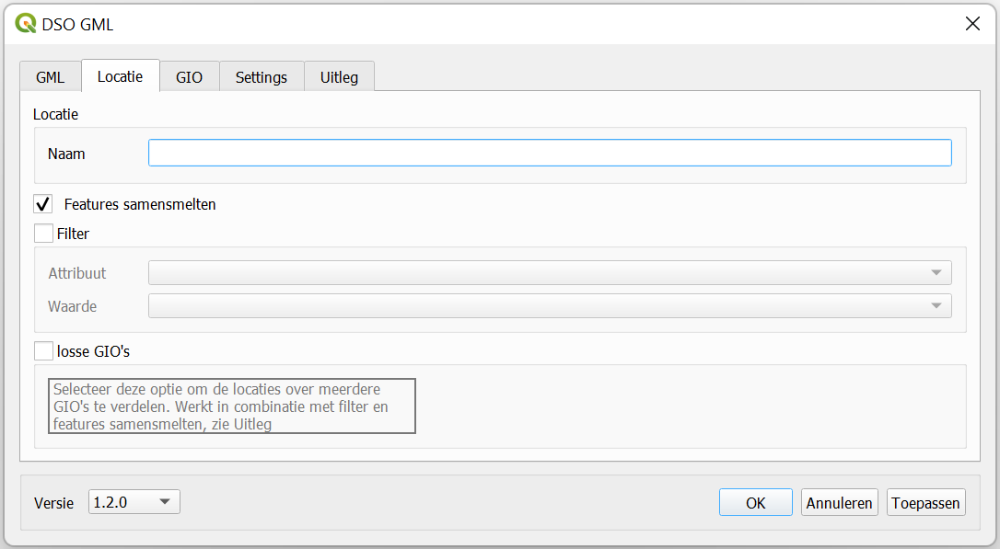 DSO GML
GML Locatie GIO Settings Uitleg
Locatie
Naam
Features samensmelten
Filter
Attribuut
Waarde
losse GIO's
Selecteer deze optie om de locaties over meerdere
GIO's te verdelen. Werkt in combinatie met filter en
features samensmelten, zie Uitleg
Versie 1.2.0 OK Annuleren Toepassen